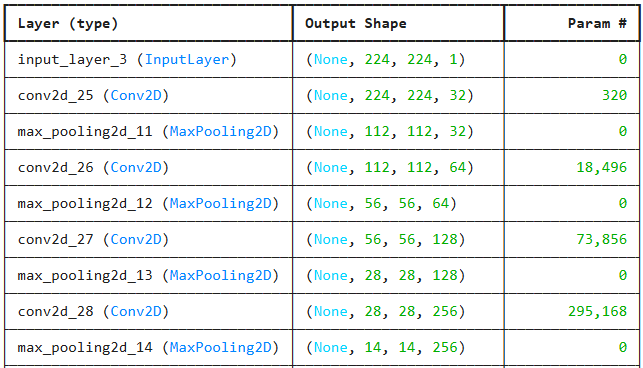 Layer (type) Output Shape Param #
input_layer_3 (InputLayer) (None, 224, 224, 1) 0
conv2d_25 (Conv2D) (None, 224, 224, 32) 320
max_pooling2d_11 (MaxPooling2D) (None, 112, 112, 32) 0
conv2d_26 (Conv2D) (None, 112, 112, 64) 18,496
max_pooling2d_12 (MaxPooling2D) (None, 56, 56, 64) 0
conv2d_27 (Conv2D) (None, 56, 56, 128) 73,856
max_pooling2d_13 (MaxPooling2D) (None, 28, 28, 128) 0
conv2d_28 (Conv2D) (None, 28, 28, 256) 295,168
max_pooling2d_14 (MaxPooling2D) (None, 14, 14, 256) 0